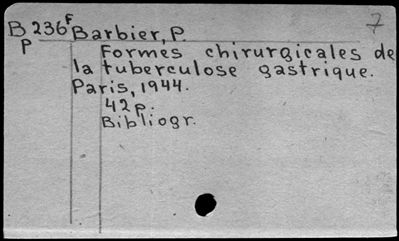 B 236F Barbier, P. 7
P Formes chirurgicales de
la tuberculose gastrique.
Paris, 1944.
42 p.
Bibliogr.